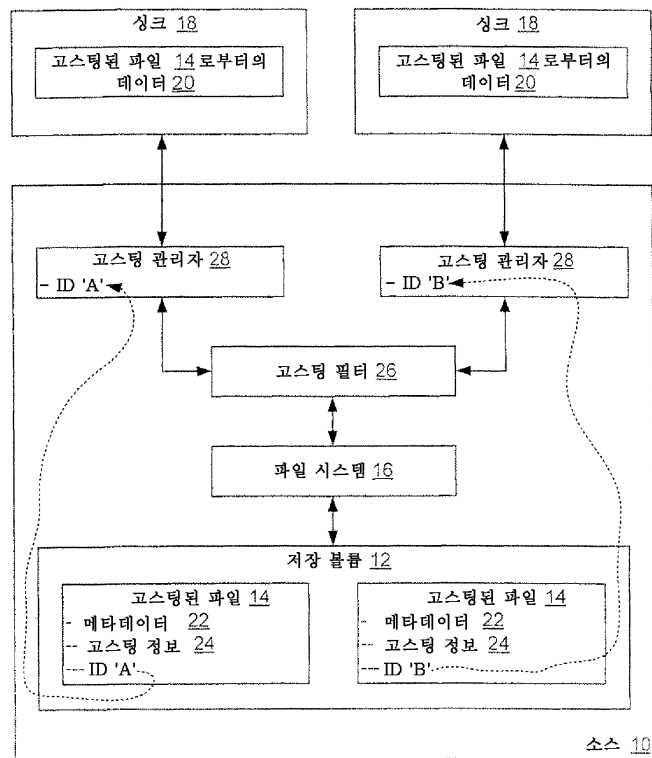 싱크 18
고스팅된 파일 14로부터의
데이터 20
싱크 18
고스팅된 파일 14로부터의
데이터 20
고스팅 관리자 28
- ID 'A'
고스팅 관리자 28
- ID 'B'
고스팅 필터 26
파일 시스템 16
저장 볼륨 12
고스팅된 파일 14
- 메타데이터 22
- 고스팅 정보 24
- ID 'A'
고스팅된 파일 14
- 메타데이터 22
- 고스팅 정보 24
- ID 'B'
소스 10